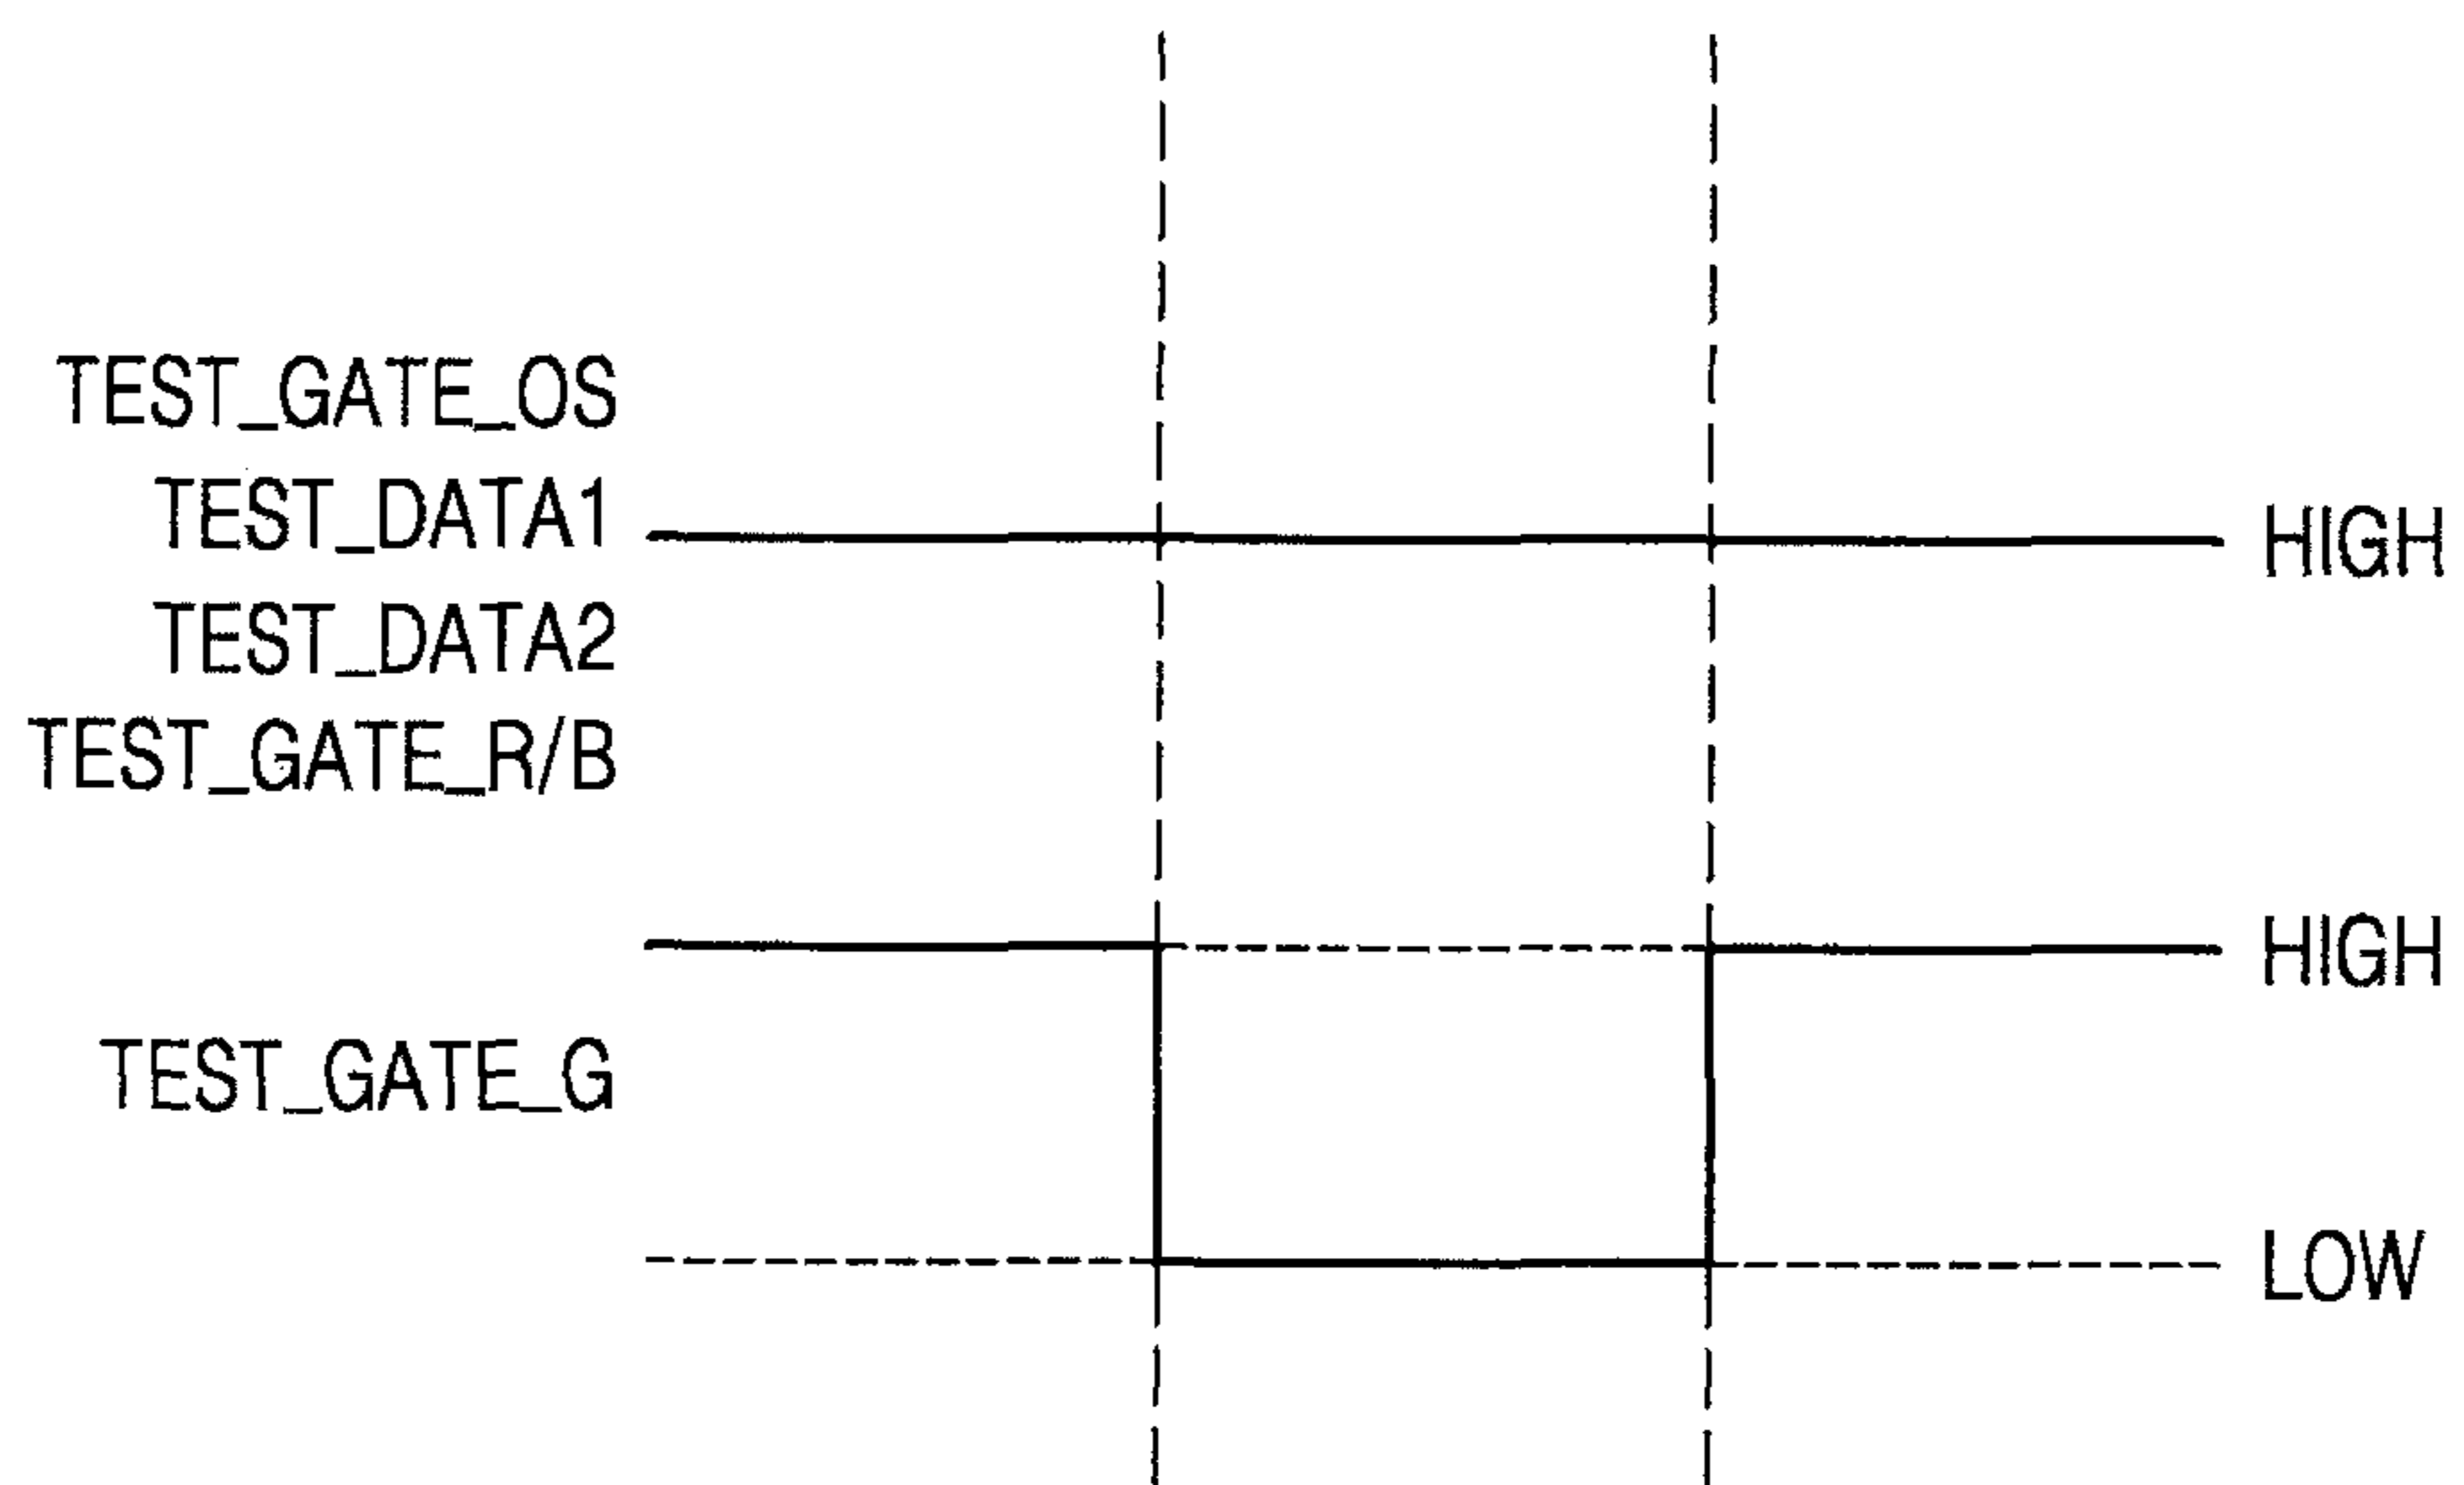 TEST_GATE_OS
TEST_DATA1
HIGH
TEST_DATA2
TEST_GATE_R/B
HIGH
TEST_GATE_G
LOW